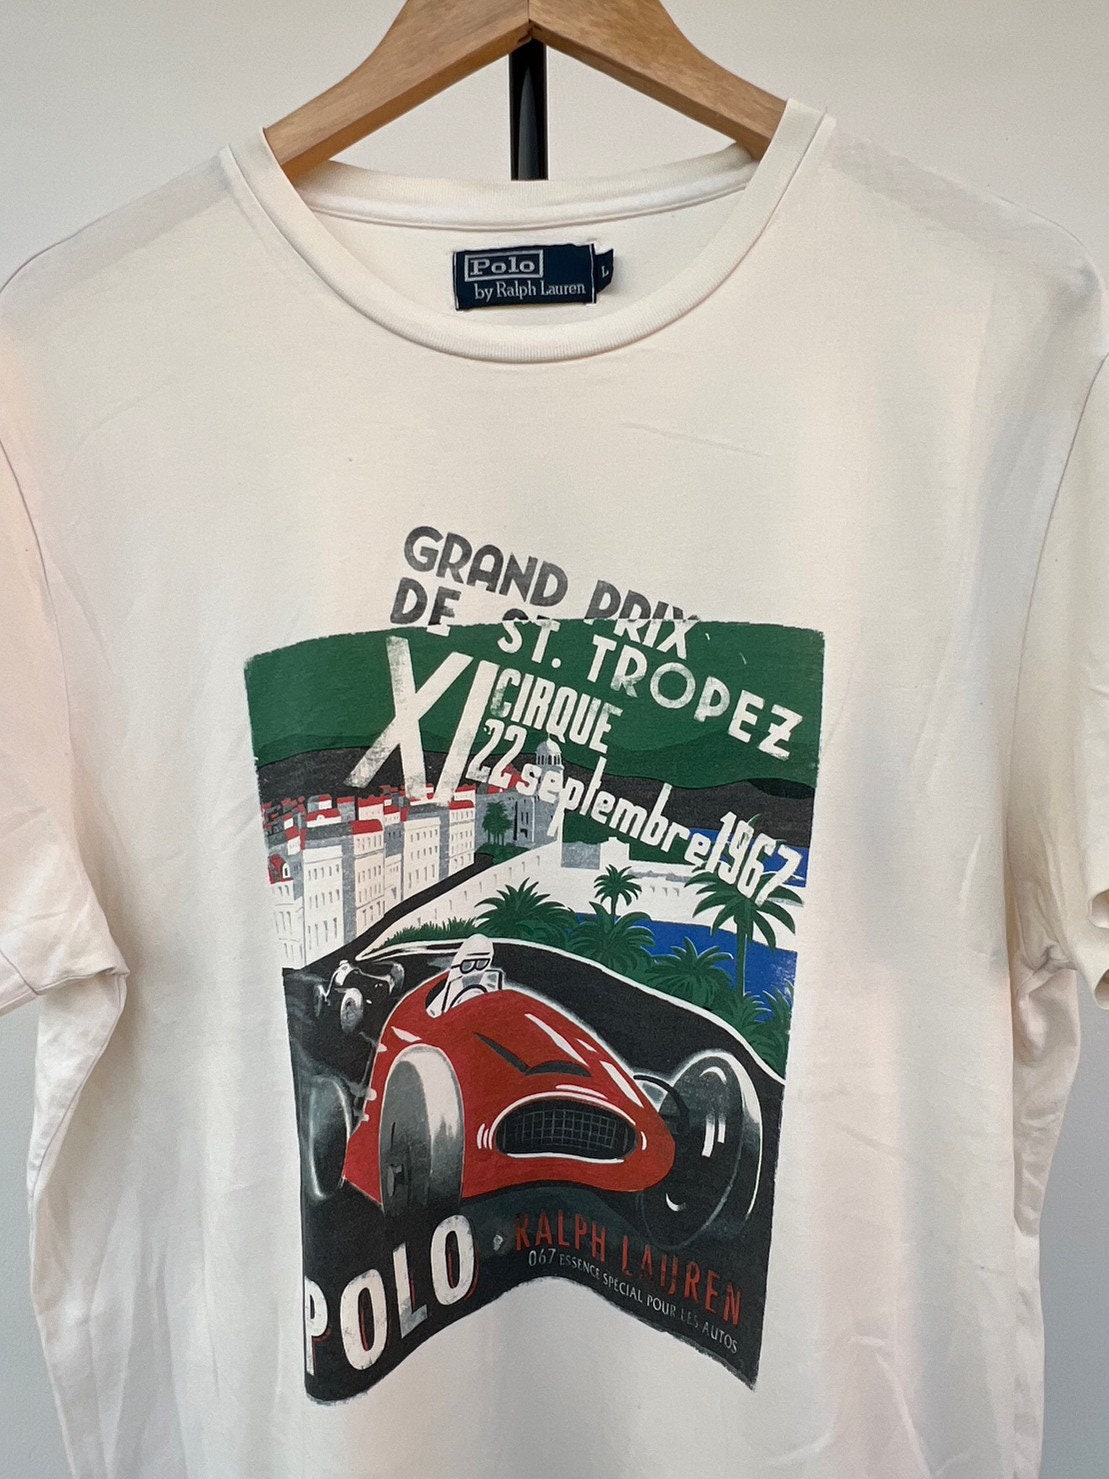 Polo
by Ralph Lauren
L
GRAND PRIX
DE ST. TROPEZ
XI CIRQUE
22 septembre 1967
POLO · RALPH LAUREN
067 ESSENCE SPÉCIAL POUR LES AUTOS